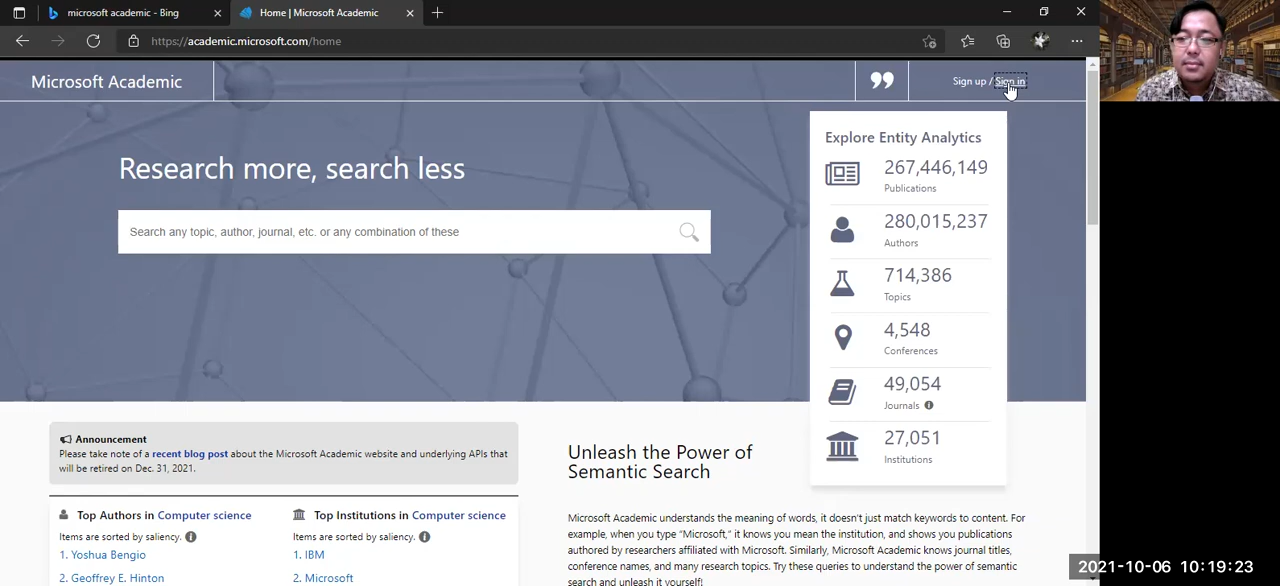 microsoft academic - Bing
Home | Microsoft Academic
https://academic.microsoft.com/home
Microsoft Academic
Sign up / Sign in
Research more, search less
Search any topic, author, journal, etc. or any combination of these
Explore Entity Analytics
267,446,149
Publications
280,015,237
Authors
714,386
Topics
4,548
Conferences
49,054
Journals
27,051
Institutions
Announcement
Please take note of a recent blog post about the Microsoft Academic website and underlying APIs that
will be retired on Dec. 31, 2021.
Top Authors in Computer science
Items are sorted by saliency.
1. Yoshua Bengio
2. Geoffrey E. Hinton
Top Institutions in Computer science
Items are sorted by saliency.
1. IBM
2. Microsoft
Unleash the Power of
Semantic Search
Microsoft Academic understands the meaning of words, it doesn't just match keywords to content. For
example, when you type "Microsoft," it knows you mean the institution, and shows you publications
authored by researchers affiliated with Microsoft. Similarly, Microsoft Academic knows journal titles,
conference names, and many research topics. Try these queries to understand the power of semantic
search and unleash it yourself!
2021-10-06 10:19:23